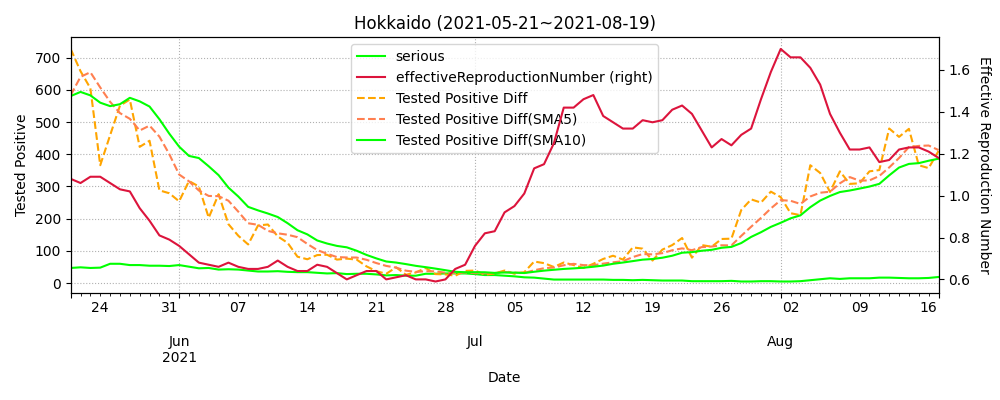 Hokkaido (2021-05-21~2021-08-19)
serious
effectiveReproductionNumber (right)
Tested Positive Diff
Tested Positive Diff(SMA5)
Tested Positive Diff(SMA10)
Tested Positive
700
600
500
400
300
200
100
0
Effective Reproduction Number
1.6
1.4
1.2
1.0
0.8
0.6
24 31 07 14 21 28 05 12 19 26 02 09 16
Jun Jul Aug
2021
Date